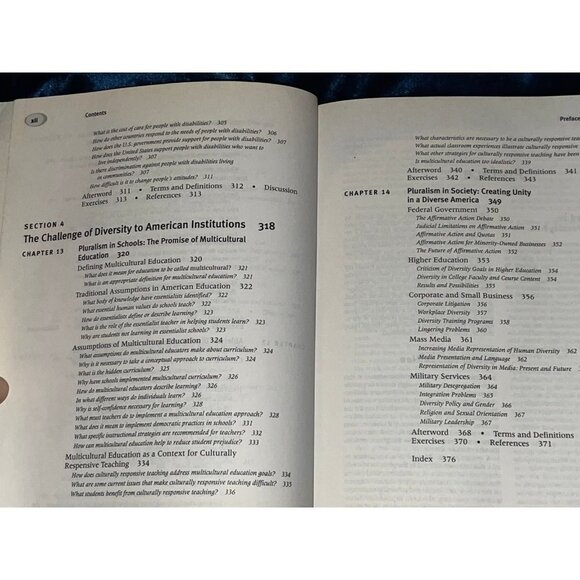 xii
Contents
What is the cost of care for people with disabilities? 305
How do other countries respond to the needs of people with disabilities? 306
How does the U.S. government provide support for people with disabilities? 307
How does the United States support people with disabilities who want to
live independently? 307
Is there discrimination against people with disabilities living
in communities? 307
How difficult is it to change people's attitudes? 311
Afterword 311 • Terms and Definitions 312 • Discussion
Exercises 313 • References 313
SECTION 4
The Challenge of Diversity to American Institutions 318
CHAPTER 13
Pluralism in Schools: The Promise of Multicultural
Education 320
Defining Multicultural Education 320
What does it mean for education to be called multicultural? 321
What is an appropriate definition for multicultural education? 321
Traditional Assumptions in American Education 322
What body of knowledge have essentialists identified? 322
What essential human values do schools teach? 322
How do essentialists define or describe learning? 323
What is the role of the essentialist teacher in helping students learn? 323
Why are students not learning in essentialist schools? 323
Assumptions of Multicultural Education 324
What assumptions do multicultural educators make about curriculum? 324
Why is it necessary to take a conceptual approach to curriculum? 324
What is the hidden curriculum? 325
Why have schools implemented multicultural curriculum? 326
How do multicultural educators describe learning? 326
In what different ways do individuals learn? 326
Why is self-confidence necessary for learning? 328
What must teachers do to implement a multicultural education approach? 328
What does it mean to implement democratic practices in schools? 331
What specific instructional strategies are recommended for teachers? 332
How can multicultural education help to reduce student prejudice? 333
Multicultural Education as a Context for Culturally
Responsive Teaching 334
How does culturally responsive teaching address multicultural education goals? 334
What are some current issues that make culturally responsive teaching difficult? 335
What students benefit from culturally responsive teaching? 336
Preface
What characteristics are necessary to be a culturally responsive
What actual classroom experiences illustrate culturally responsive
What other strategies for culturally responsive teaching have been
Is multicultural education too idealistic? 339
Afterword 340 • Terms and Definitions 341
Exercises 342 • References 343
CHAPTER 14
Pluralism in Society: Creating Unity
in a Diverse America 349
Federal Government 350
The Affirmative Action Debate 350
Judicial Limitations on Affirmative Action 351
Affirmative Action and Quotas 351
Affirmative Action for Minority-Owned Businesses 352
The Future of Affirmative Action 352
Higher Education 353
Criticism of Diversity Goals in Higher Education 354
Diversity in College Faculty and Course Content 354
Results and Possibilities 355
Corporate and Small Business 356
Corporate Litigation 356
Workplace Diversity 357
Diversity Training Programs 358
Lingering Problems 360
Mass Media 361
Increasing Media Representation of Human Diversity 362
Media Presentation and Language 362
Representation of Diversity in Media: Present and Future
Military Services 364
Military Desegregation 364
Integration Problems 365
Diversity Policy and Gender 366
Religion and Sexual Orientation 367
Military Leadership 367
Afterword 368 • Terms and Definitions
Exercises 370 • References 371
Index 376